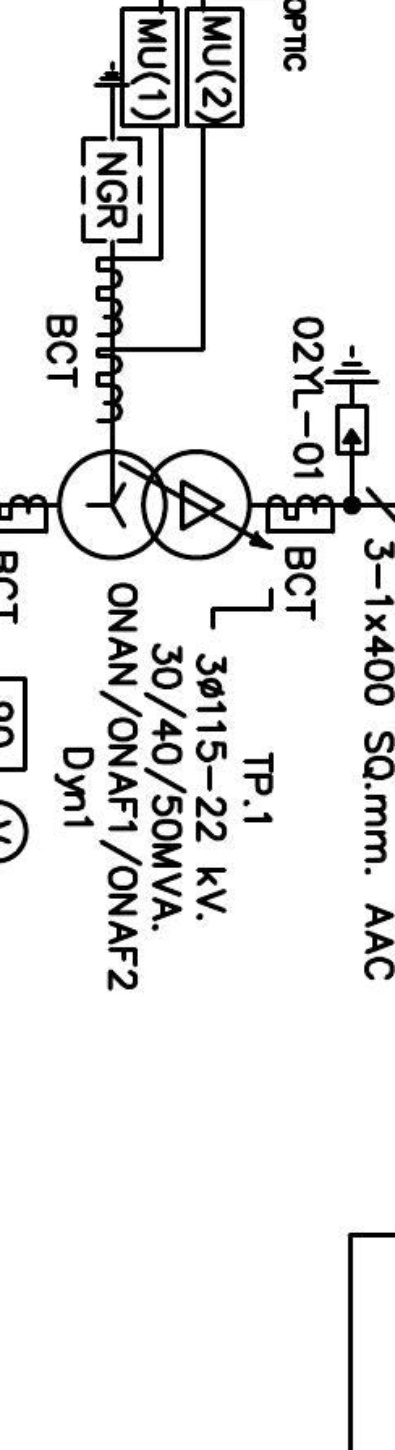 OPTIC
MU(2)
MU(1)
NGR
BCT
02YL-01
BCT
3-1x400 SQ.mm. AAC
TP.1
3ø115-22 kV.
30/40/50MVA.
ONAN/ONAF1/ONAF2
Dyn1
BCT